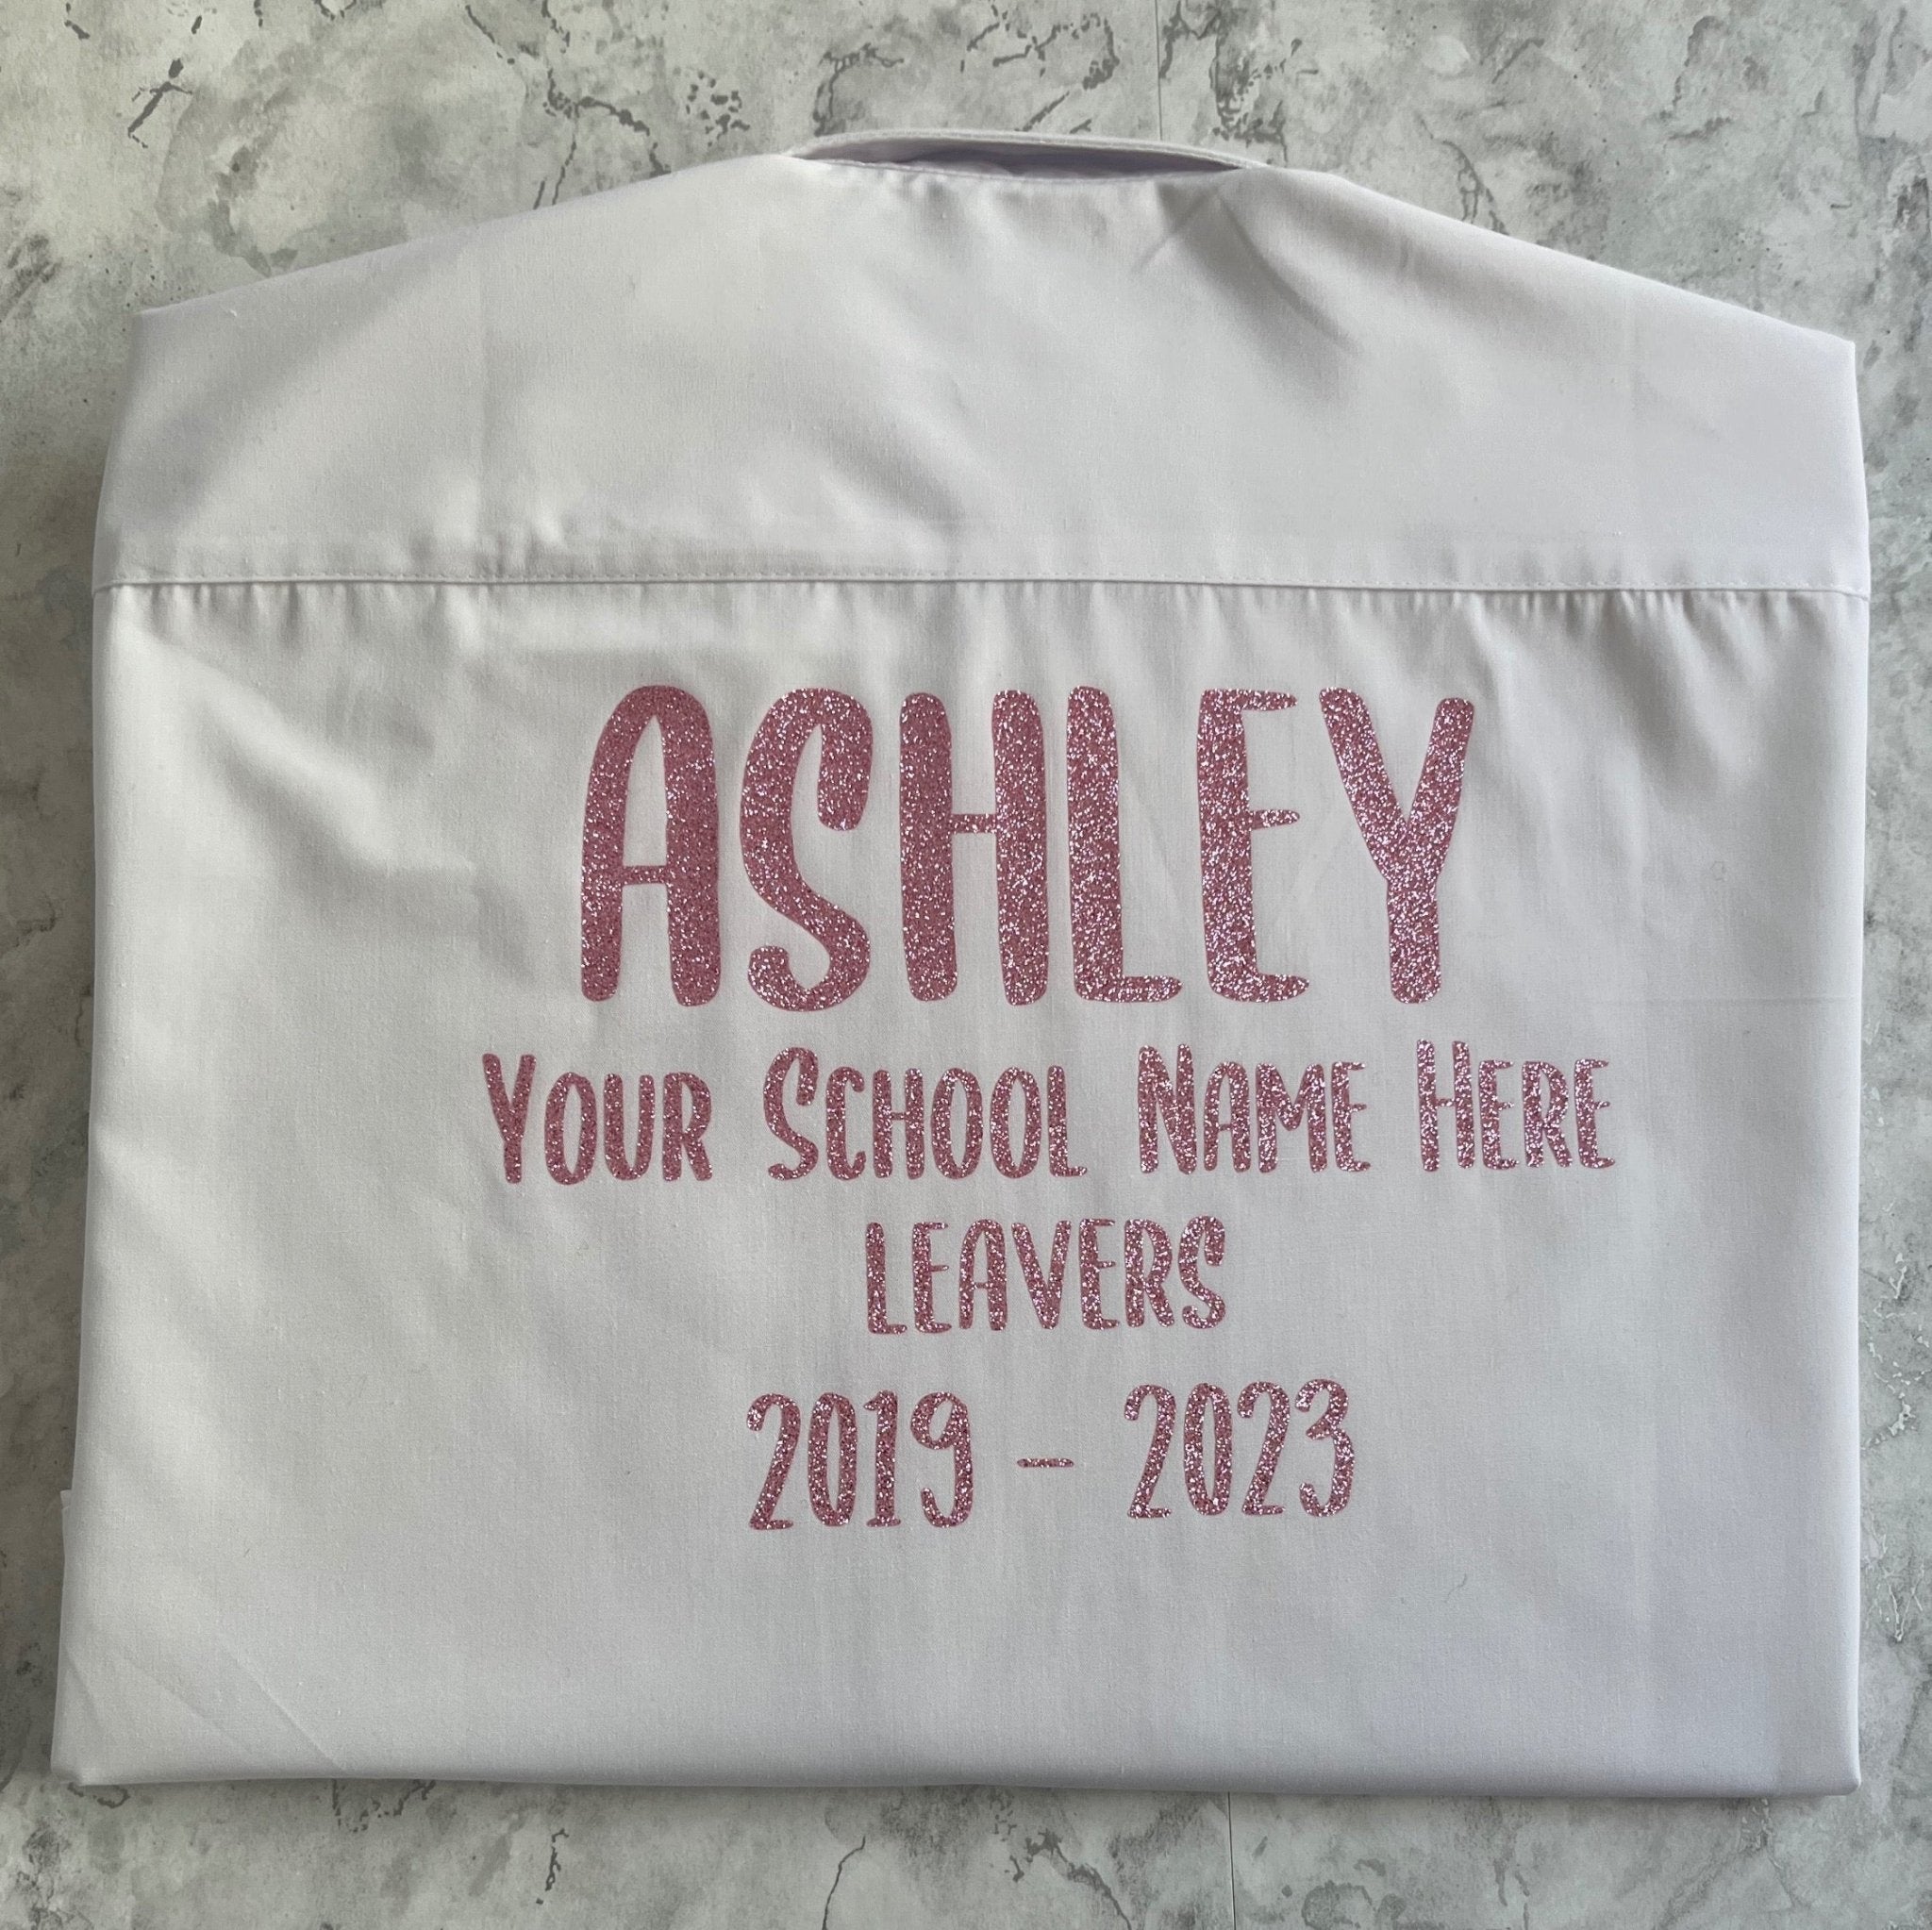 ASHLEY
YOUR SCHOOL NAME HERE
LEAVERS
2019 - 2023